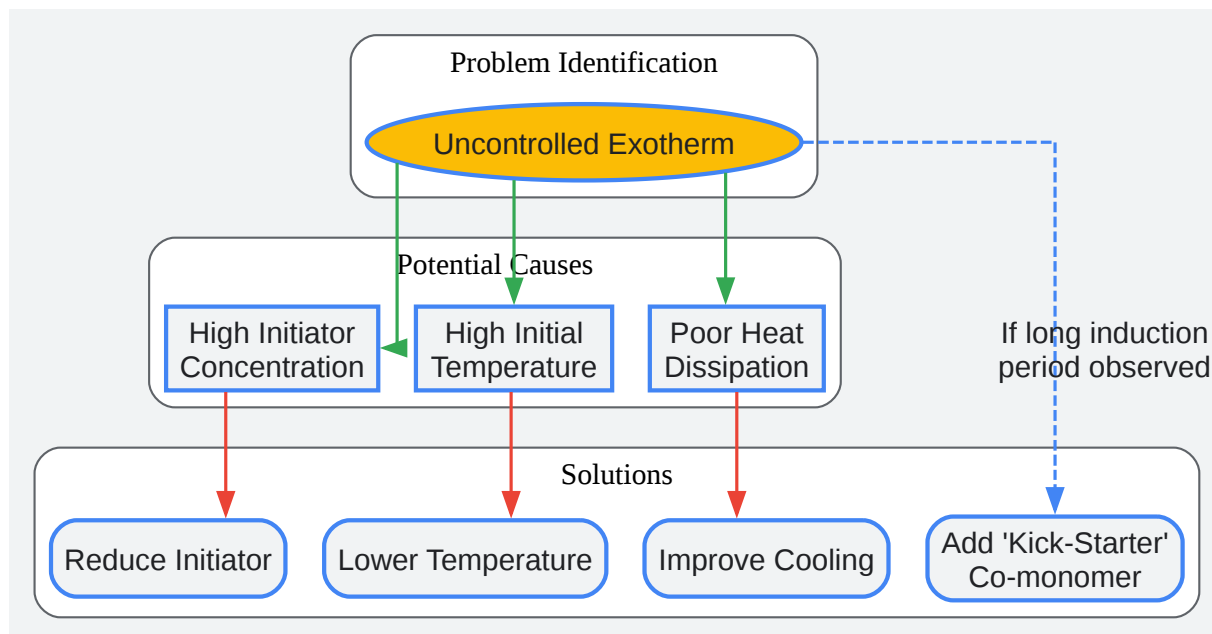 Problem Identification
Uncontrolled Exotherm
Potential Causes
High Initiator
Concentration
High Initial
Temperature
Poor Heat
Dissipation
If long induction
period observed
Solutions
Reduce Initiator
Lower Temperature
Improve Cooling
Add 'Kick-Starter'
Co-monomer